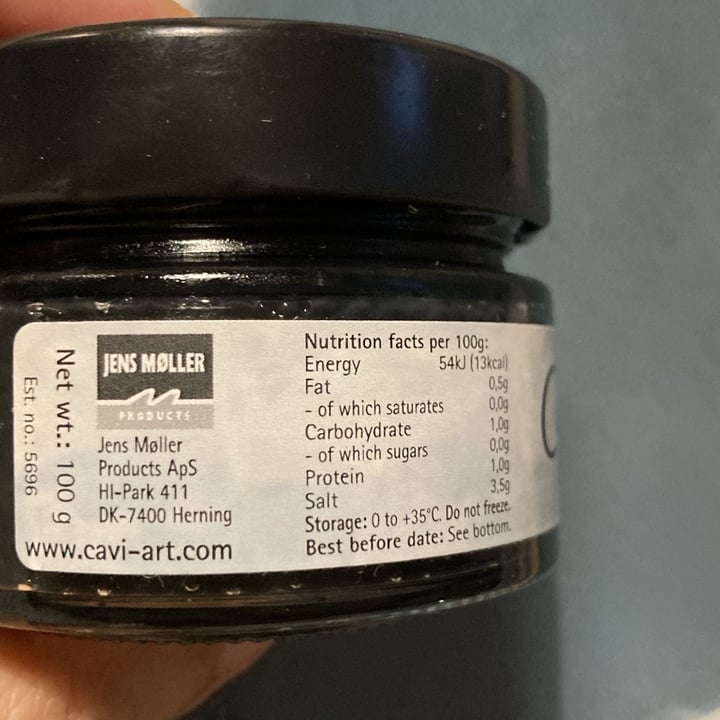 Net wt.: 100 g
Est. no.: 5696
JENS MØLLER
PRODUCTS
Jens Møller
Products ApS
HI-Park 411
DK-7400 Herning
www.cavi-art.com
Nutrition facts per 100g:
Energy 54kJ (13kcal)
Fat 0,5g
- of which saturates 0,0g
Carbohydrate 1,0g
- of which sugars 0,0g
Protein 1,0g
Salt 3,5g
Storage: 0 to +35°C. Do not freeze.
Best before date: See bottom.